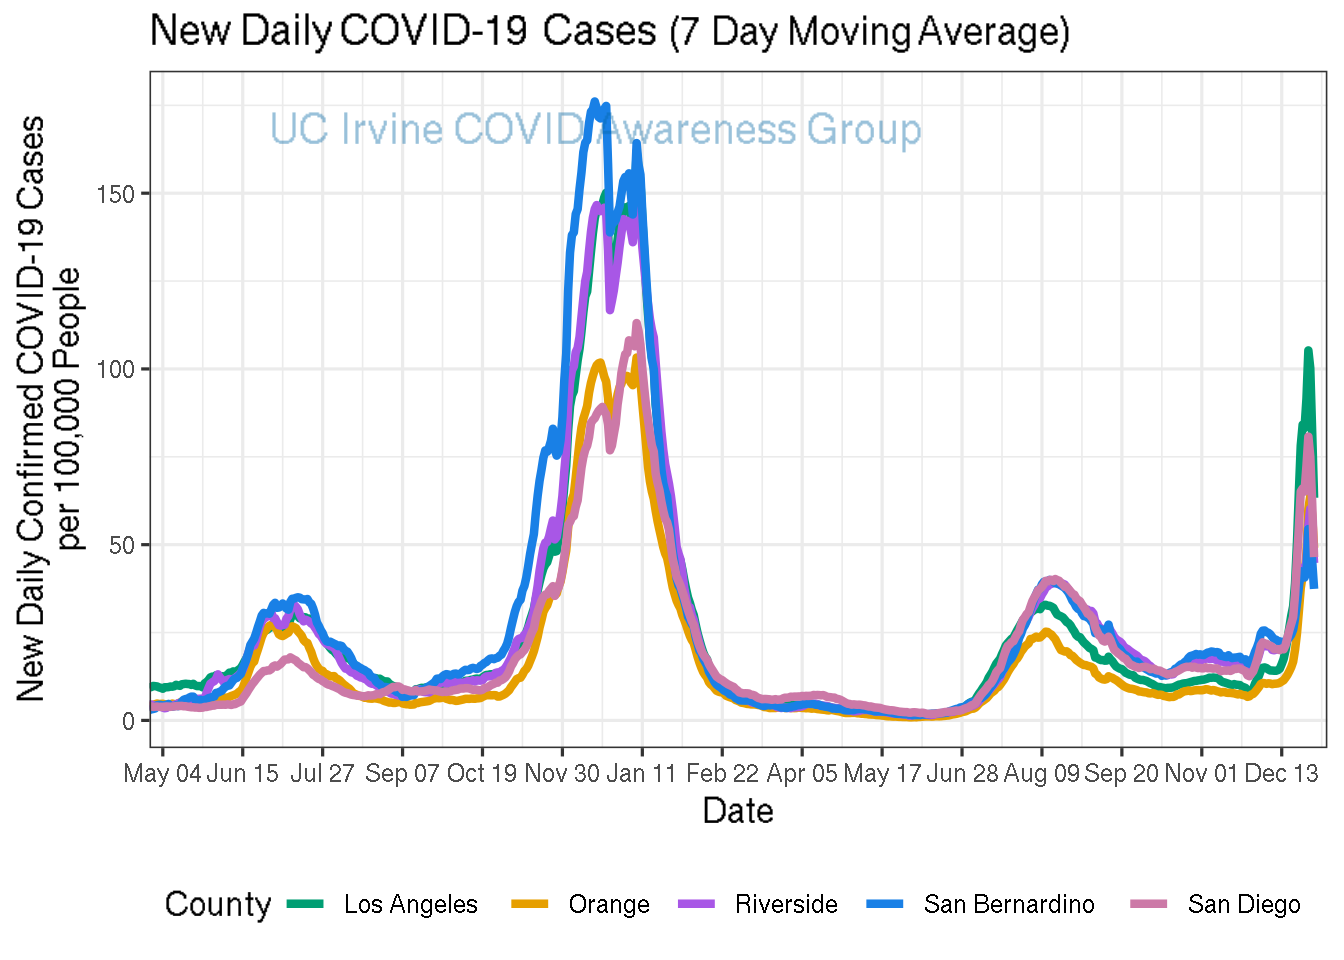 New Daily COVID-19 Cases (7 Day Moving Average)
UC Irvine COVID Awareness Group
New Daily Confirmed COVID-19 Cases
per 100,000 People
150
100
50
0
May 04 Jun 15 Jul 27 Sep 07 Oct 19 Nov 30 Jan 11 Feb 22 Apr 05 May 17 Jun 28 Aug 09 Sep 20 Nov 01 Dec 13
Date
County Los Angeles Orange Riverside San Bernardino San Diego